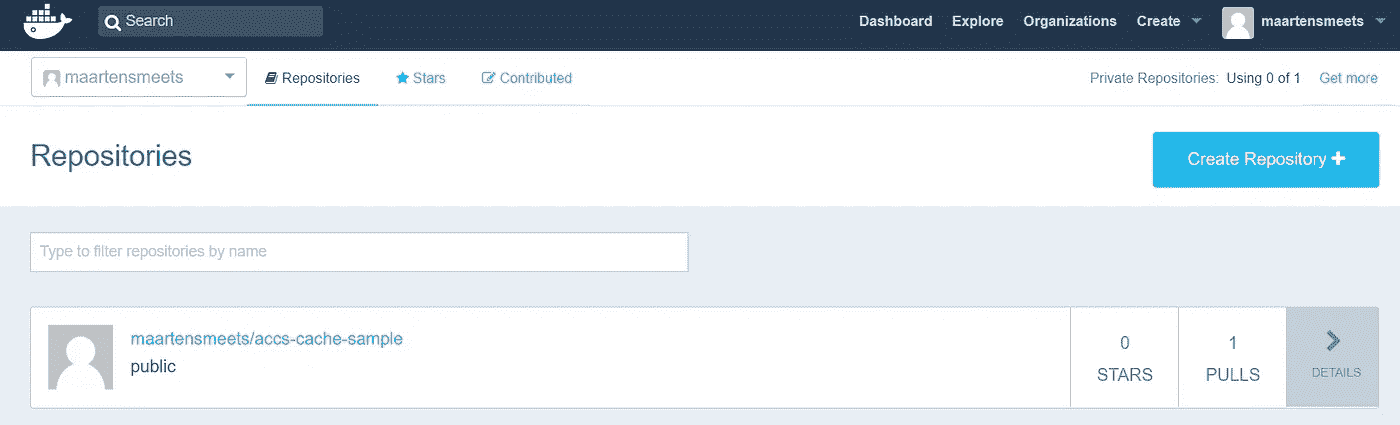 Search Dashboard Explore Organizations Create maartensmeets
maartensmeets Repositories Stars Contributed Private Repositories: Using 0 of 1 Get more
Repositories
Create Repository
Type to filter repositories by name
maartensmeets/accs-cache-sample
public
0
STARS
1
PULLS
DETAILS